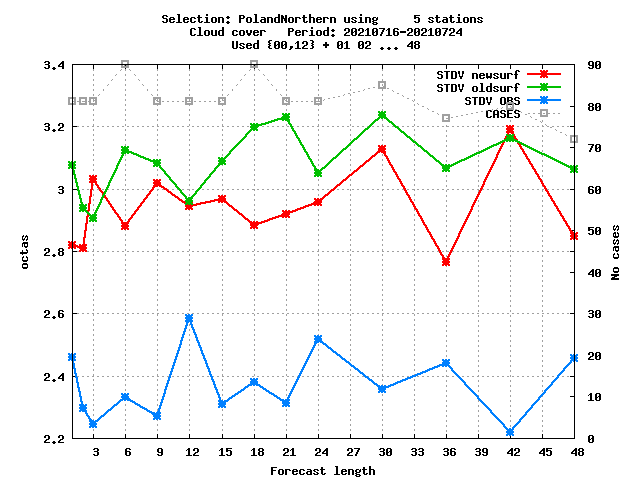 Selection: PolandNorthern using     5 stations
Cloud cover   Period: 20210716-20210724
Used {00,12} + 01 02 ... 48
STDV newsurf
STDV oldsurf
STDV OBS
CASES
octas
No cases
3.4
3.2
3
2.8
2.6
2.4
2.2
90
80
70
60
50
40
30
20
10
0
3 6 9 12 15 18 21 24 27 30 33 36 39 42 45 48
Forecast length